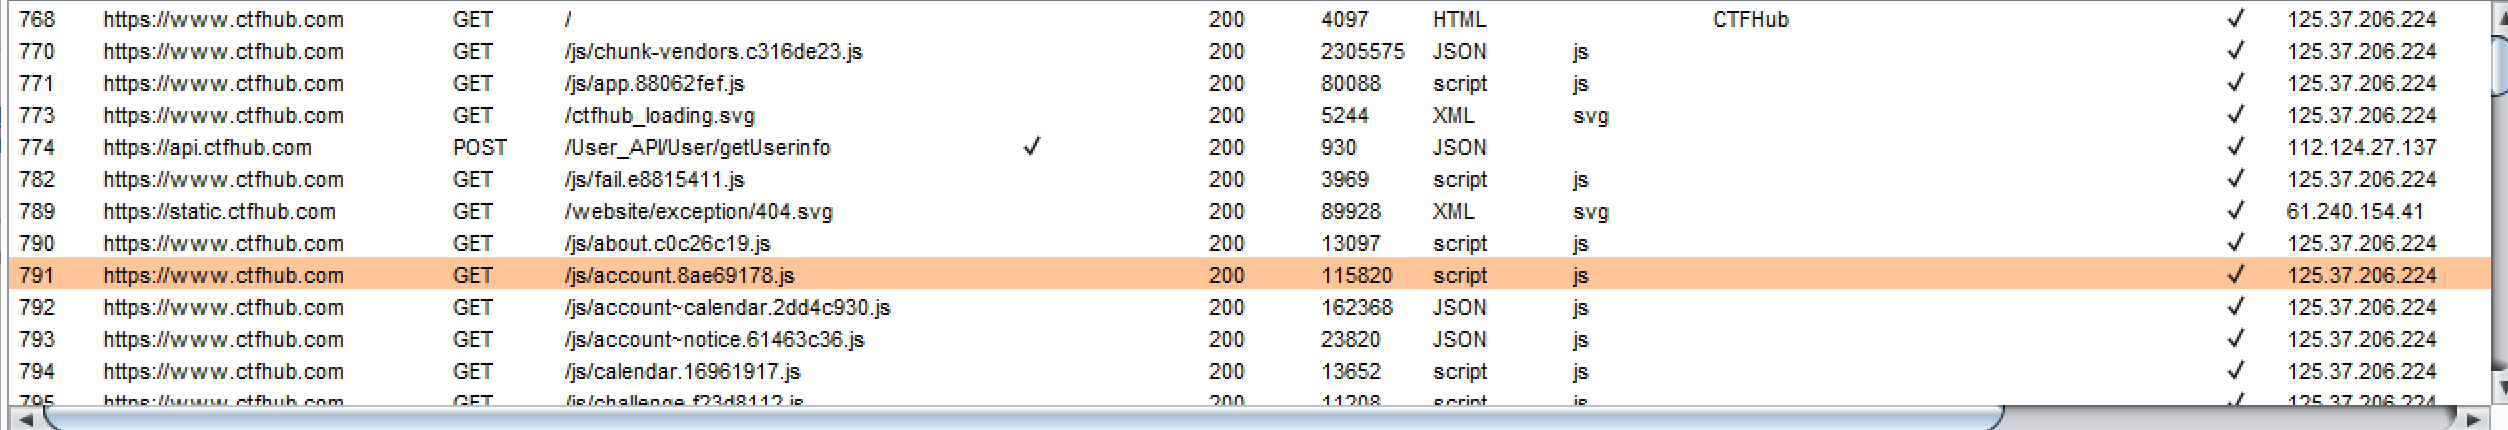 768 https://www.ctfhub.com GET / 200 4097 HTML CTFHub ✓ 125.37.206.224
770 https://www.ctfhub.com GET /js/chunk-vendors.c316de23.js 200 2305575 JSON js ✓ 125.37.206.224
771 https://www.ctfhub.com GET /js/app.88062fef.js 200 80088 script js ✓ 125.37.206.224
773 https://www.ctfhub.com GET /ctfhub_loading.svg 200 5244 XML svg ✓ 125.37.206.224
774 https://api.ctfhub.com POST /User_API/User/getUserinfo ✓ 200 930 JSON ✓ 112.124.27.137
782 https://www.ctfhub.com GET /js/fail.e8815411.js 200 3969 script js ✓ 125.37.206.224
789 https://static.ctfhub.com GET /website/exception/404.svg 200 89928 XML svg ✓ 61.240.154.41
790 https://www.ctfhub.com GET /js/about.c0c26c19.js 200 13097 script js ✓ 125.37.206.224
791 https://www.ctfhub.com GET /js/account.8ae69178.js 200 115820 script js ✓ 125.37.206.224
792 https://www.ctfhub.com GET /js/account~calendar.2dd4c930.js 200 162368 JSON js ✓ 125.37.206.224
793 https://www.ctfhub.com GET /js/account~notice.61463c36.js 200 23820 JSON js ✓ 125.37.206.224
794 https://www.ctfhub.com GET /js/calendar.16961917.js 200 13652 script js ✓ 125.37.206.224
795 https://www.ctfhub.com GET /js/challenge.f23d8112.js 200 11208 script js ✓ 125.37.206.224